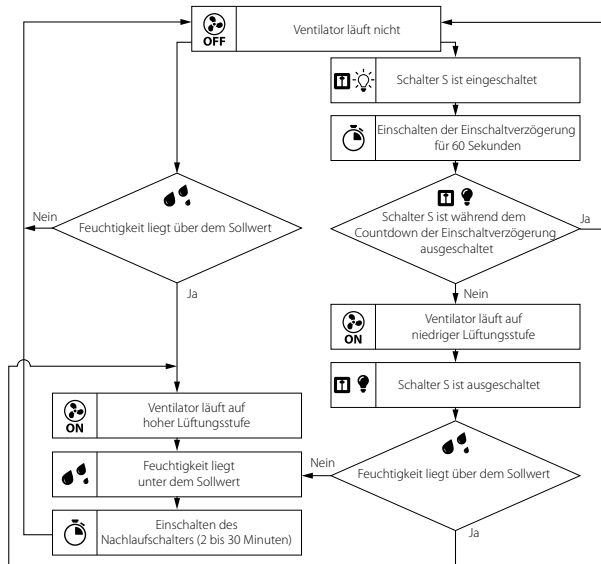 OFF
Ventilator läuft nicht
Schalter S ist eingeschaltet
Einschalten der Einschaltverzögerung
für 60 Sekunden
Nein
Feuchtigkeit liegt über dem Sollwert
Ja
Schalter S ist während dem
Countdown der Einschaltverzögerung
ausgeschaltet
Ja
Nein
ON
Ventilator läuft auf
niedriger Lüftungsstufe
Schalter S ist ausgeschaltet
ON
Ventilator läuft auf
hoher Lüftungsstufe
Feuchtigkeit liegt
unter dem Sollwert
Nein
Feuchtigkeit liegt über dem Sollwert
Ja
Einschalten des
Nachlaufschalters (2 bis 30 Minuten)